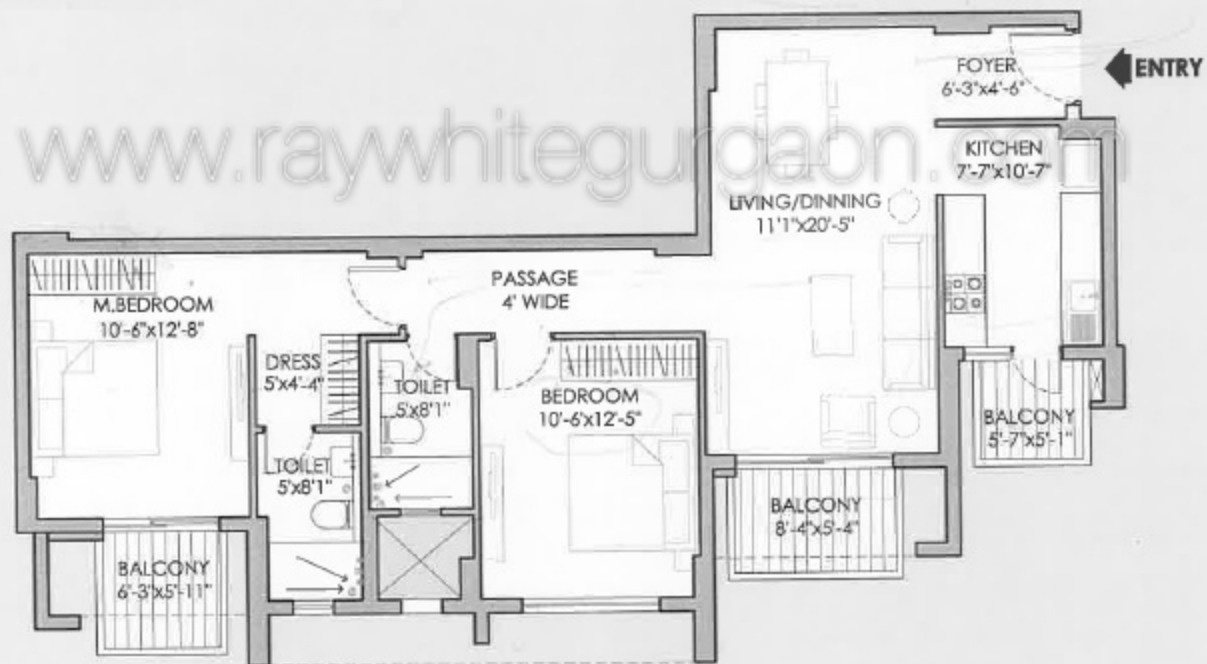 FOYER
6'-3"x4'-6"
ENTRY
www.raywhitegurgaon.com
KITCHEN
7'-7"x10'-7"
LIVING/DINNING
11'1"x20'-5"
PASSAGE
4' WIDE
M.BEDROOM
10'-6"x12'-8"
DRESS
5'x4'-4"
TOILET
5'x8'1"
BEDROOM
10'-6"x12'-5"
BALCONY
5'-7"x5'-1"
TOILET
5'x8'1"
BALCONY
8'-4"x5'-4"
BALCONY
6'-3"x5'-11"